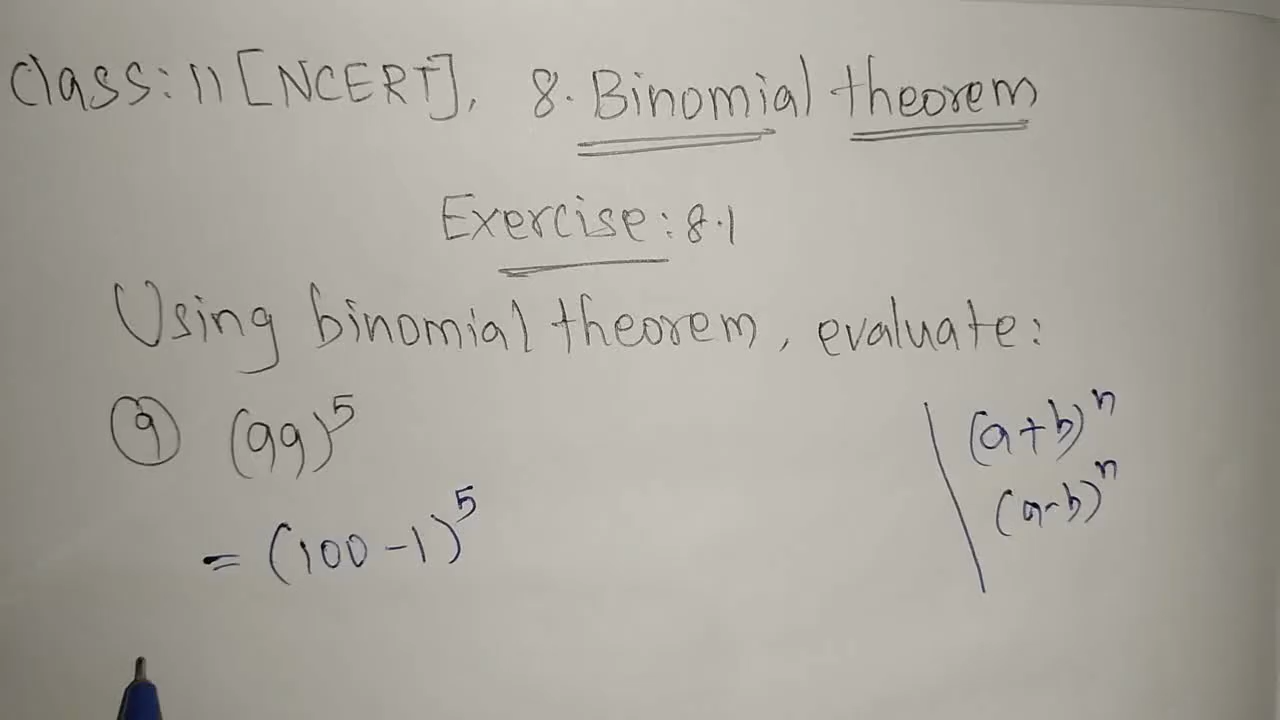 Class: 11 [NCERT], 8. Binomial theorem
Exercise: 8.1
Using binomial theorem, evaluate:
9 (99)^5
= (100-1)^5
(a+b)^n
(a-b)^n